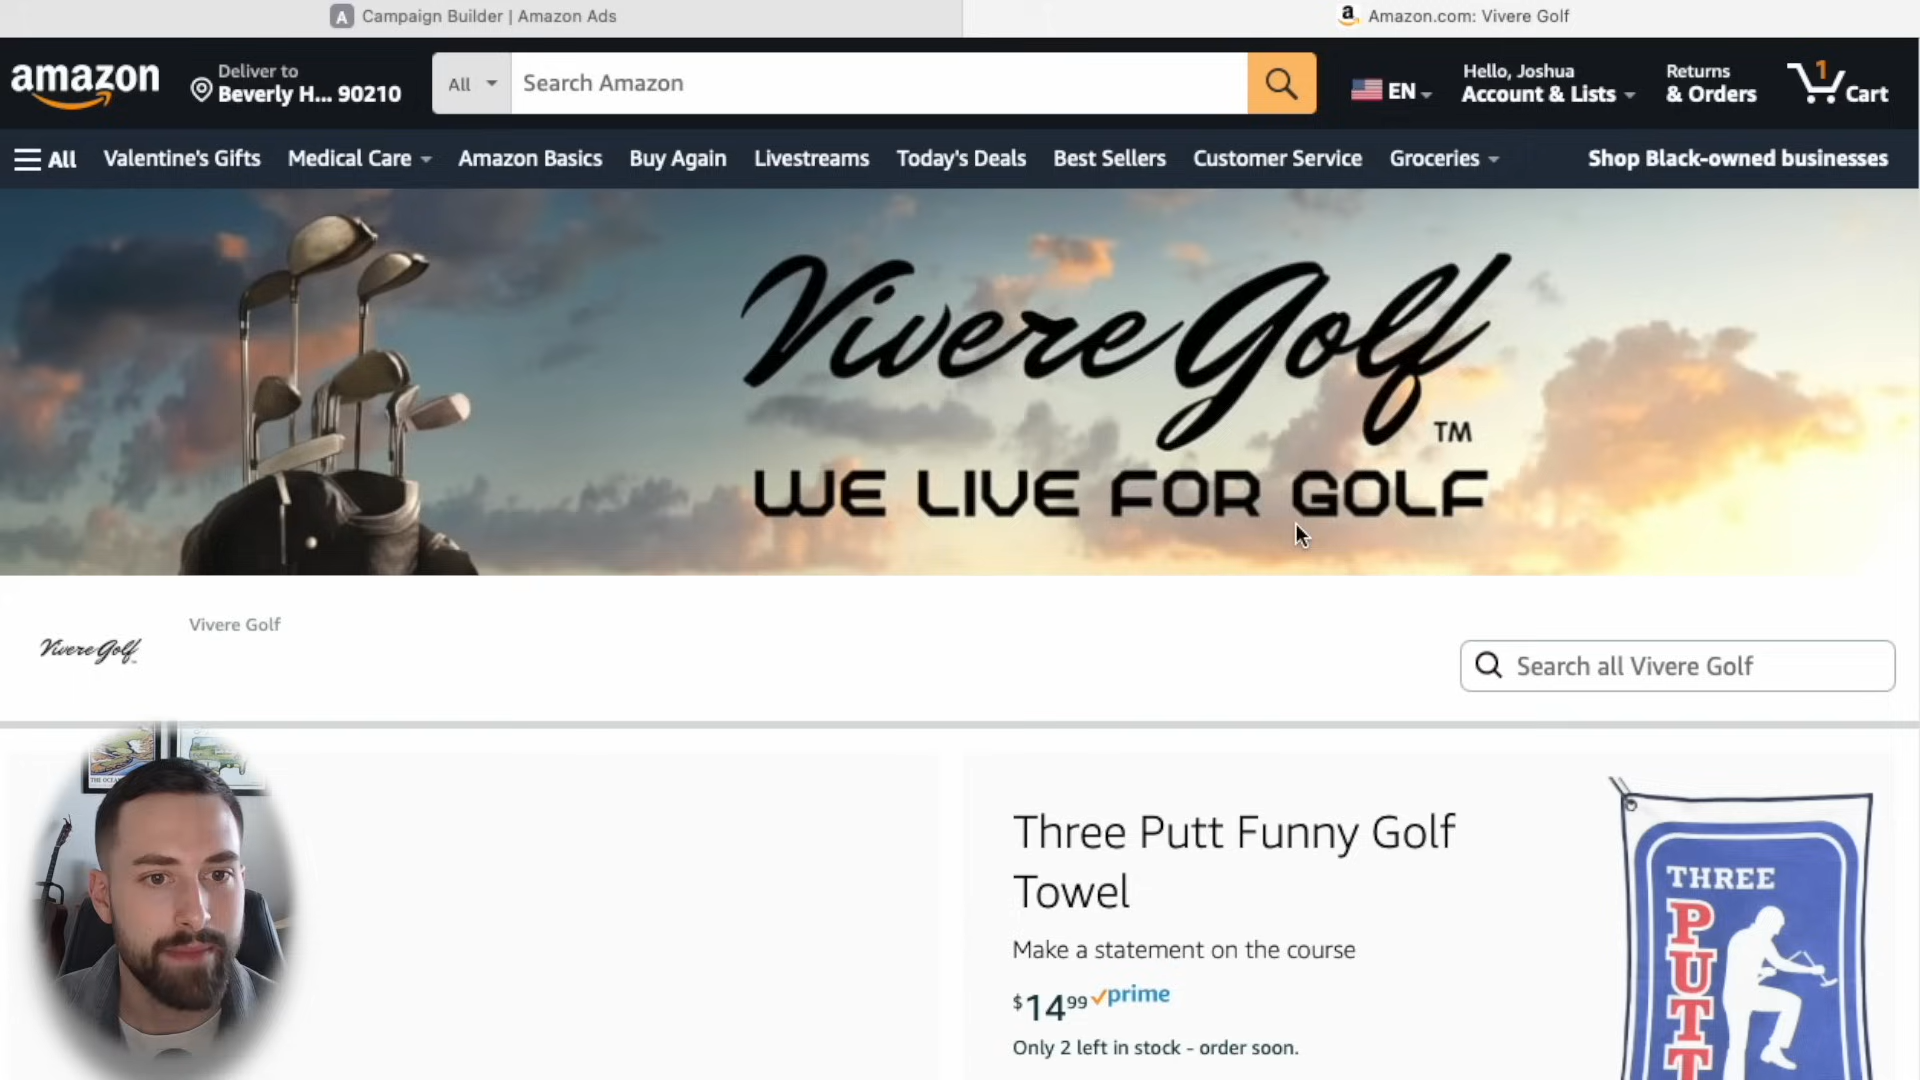 Campaign Builder | Amazon Ads
Amazon.com: Vivere Golf
amazon
Deliver to
Beverly H... 90210
All
Search Amazon
EN
Hello, Joshua
Account & Lists
Returns
& Orders
1
Cart
All
Valentine's Gifts
Medical Care
Amazon Basics
Buy Again
Livestreams
Today's Deals
Best Sellers
Customer Service
Groceries
Shop Black-owned businesses
Vivere Golf
TM
WE LIVE FOR GOLF
Vivere Golf
Vivere Golf
Search all Vivere Golf
Three Putt Funny Golf
Towel
Make a statement on the course
$1499 prime
Only 2 left in stock - order soon.
THREE
PUTT